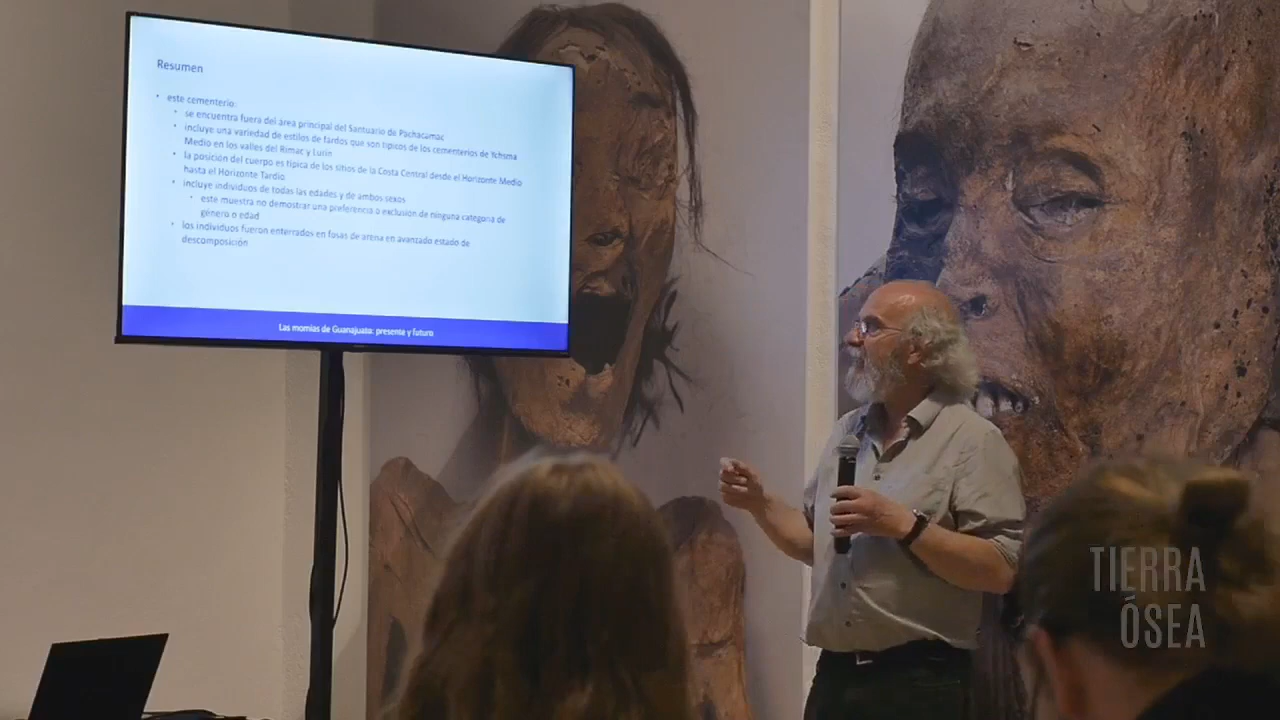 Resumen
• este cementerio:
• se encuentra fuera del área principal del Santuario de Pachacamac
• incluye una variedad de estilos de fardos que son típicos de los cementerios de Ychsma
Medio en los valles del Rimac y Lurín
• la posición del cuerpo es típica de los sitios de la Costa Central desde el Horizonte Medio
hasta el Horizonte Tardío
• incluye individuos de todas las edades y de ambos sexos
• este muestra no demostrar una preferencia o exclusión de ninguna categoría de
género o edad
• los individuos fueron enterrados en fosas de arena en avanzado estado de
descomposición
Las momias de Guanajuato: presente y futuro
TIERRA
ÓSEA